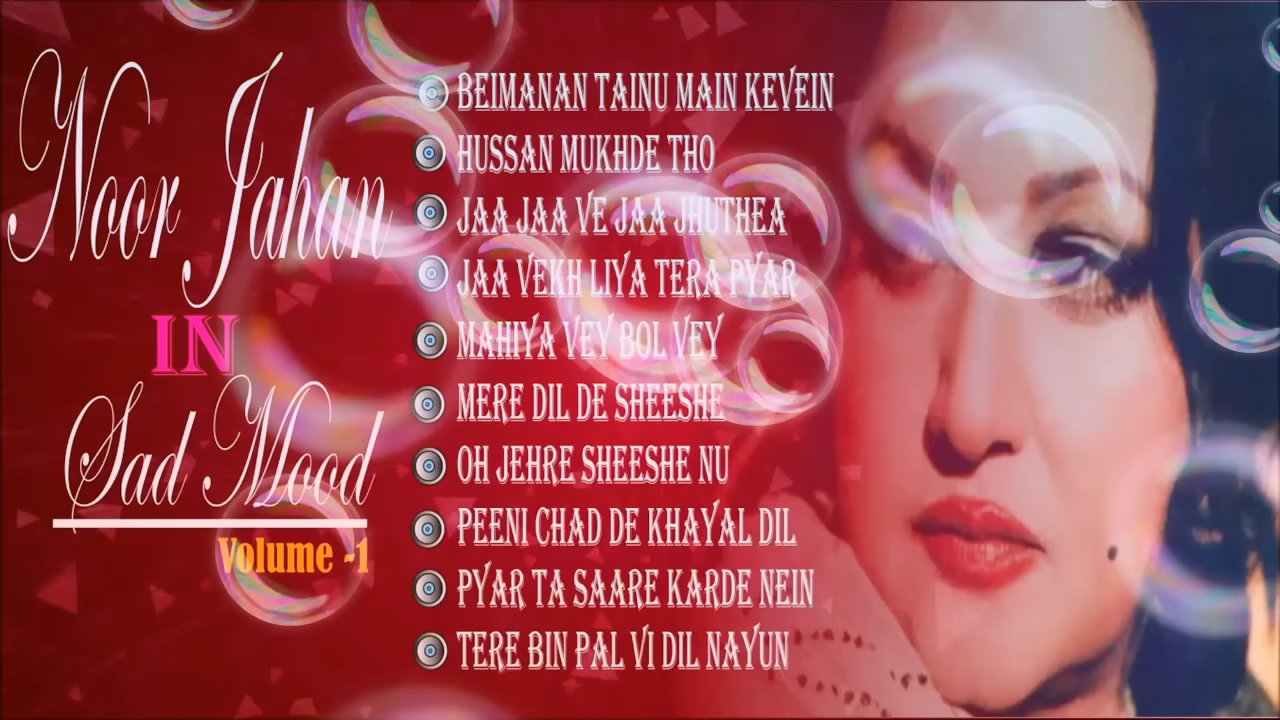 Noor Jahan
IN
Sad Mood
Volume -1
BEIMANAN TAINU MAIN KEVEIN
HUSSAN MUKHDE THO
JAA JAA VE JAA JHUTHEA
JAA VEKH LIYA TERA PYAR
MAHIYA VEY BOL VEY
MERE DIL DE SHEESHE
OH JEHRE SHEESHE NU
PEENI CHAD DE KHAYAL DIL
PYAR TA SAARE KARDE NEIN
TERE BIN PAL VI DIL NAYUN